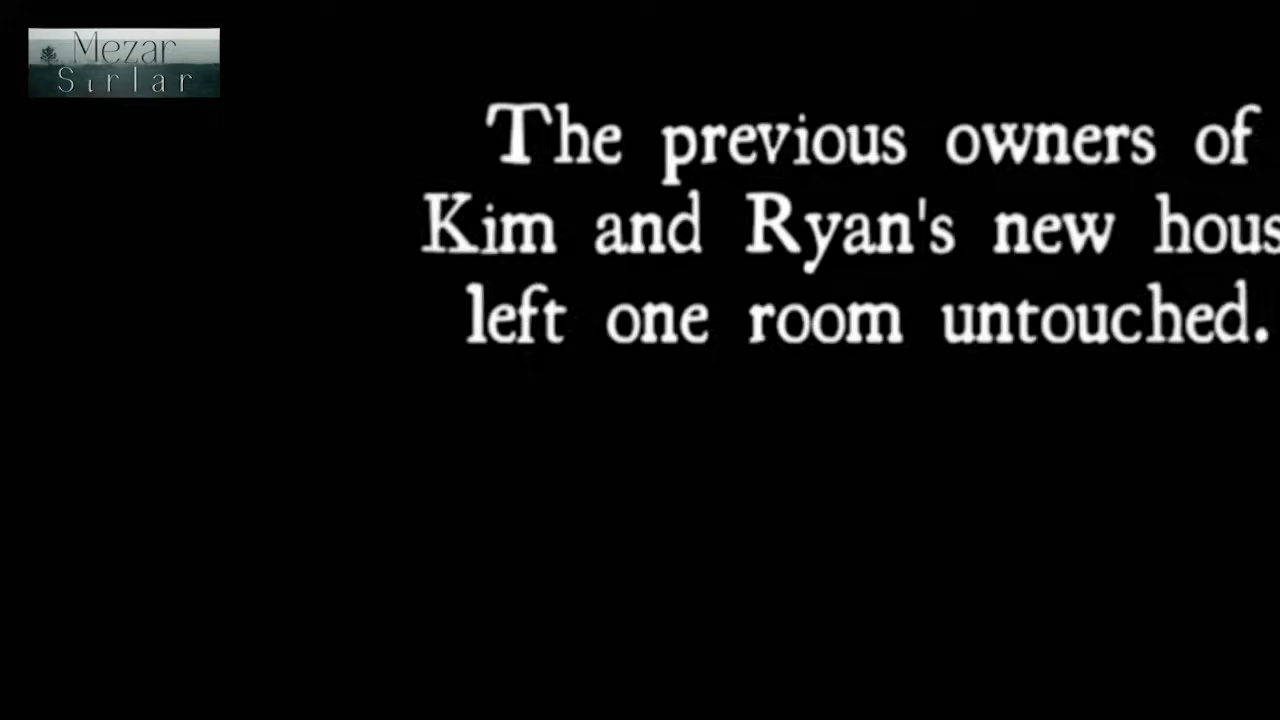 Mezar
Sırlar
The previous owners of
Kim and Ryan's new hous
left one room untouched.